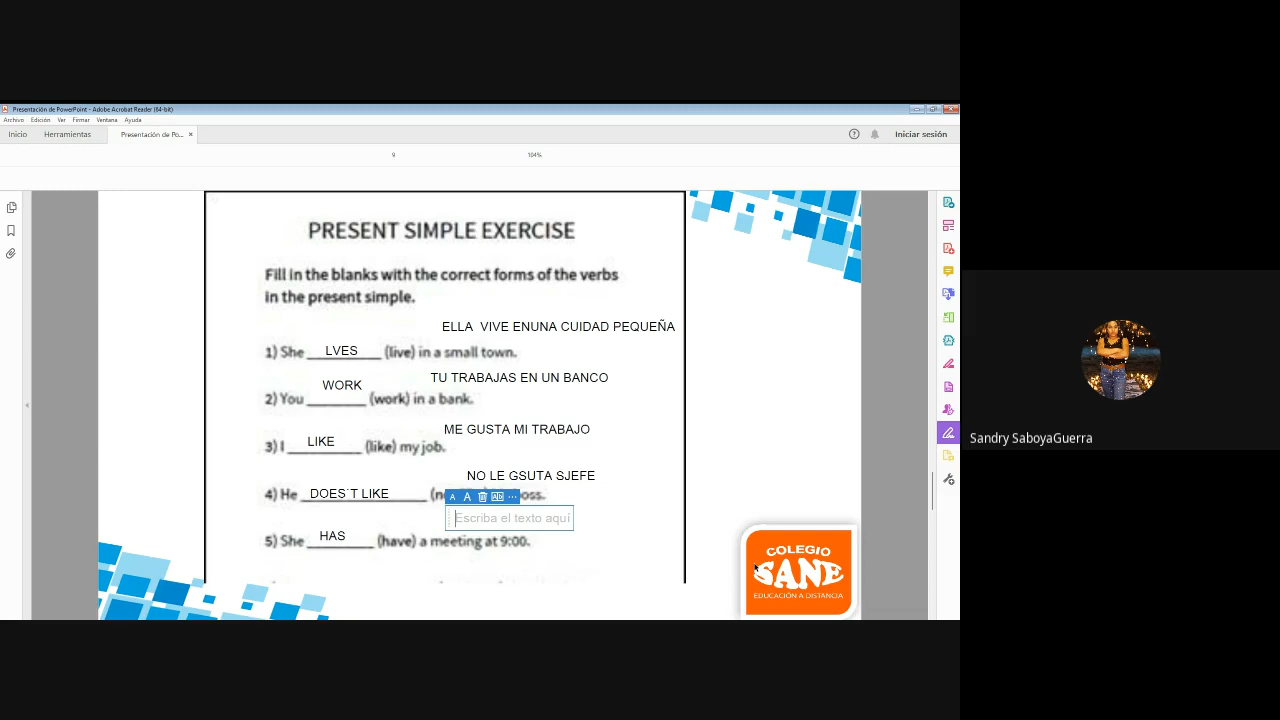 Presentación de PowerPoint - Adobe Acrobat Reader (64-bit)
Archivo Edición Ver Firmar Ventana Ayuda
Inicio Herramientas Presentación de Po... × Iniciar sesión
9 104%
PRESENT SIMPLE EXERCISE
Fill in the blanks with the correct forms of the verbs
in the present simple.
ELLA VIVE ENUNA CUIDAD PEQUEÑA
1) She LVES (live) in a small town.
TU TRABAJAS EN UN BANCO
2) You WORK (work) in a bank.
ME GUSTA MI TRABAJO
3) I LIKE (like) my job.
NO LE GSUTA SJEFE
4) He DOES´T LIKE
Escriba el texto aquí
5) She HAS (have) a meeting at 9:00.
COLEGIO
SANE
EDUCACIÓN A DISTANCIA
Sandry SaboyaGuerra